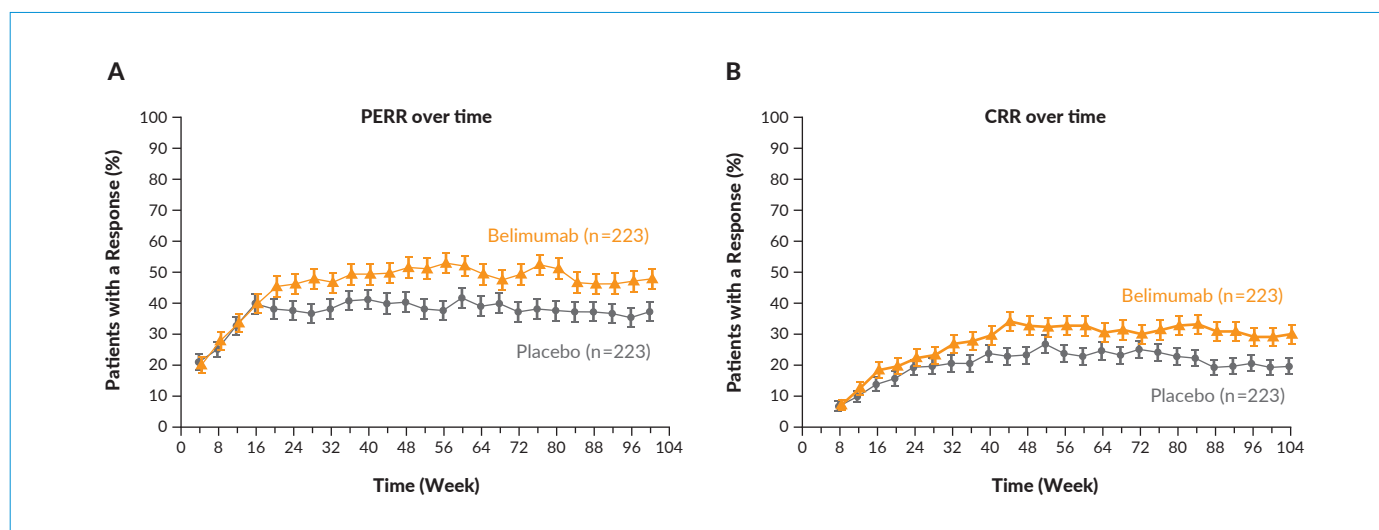 A
PERR over time
Patients with a Response (%)
100
90
80
70
60
50
40
30
20
10
0
Belimumab (n=223)
Placebo (n=223)
0 8 16 24 32 40 48 56 64 72 80 88 96 104
Time (Week)
B
CRR over time
Patients with a Response (%)
100
90
80
70
60
50
40
30
20
10
0
Belimumab (n=223)
Placebo (n=223)
0 8 16 24 32 40 48 56 64 72 80 88 96 104
Time (Week)